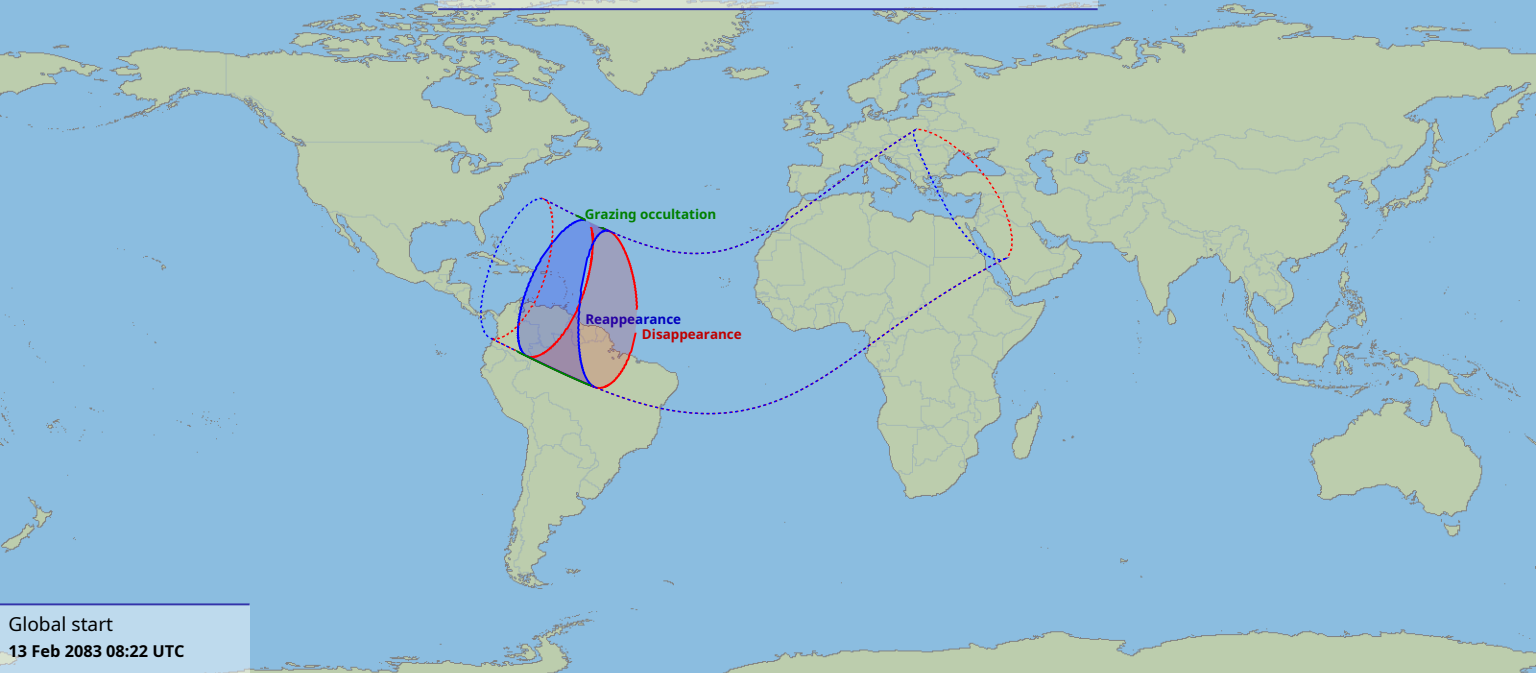 Grazing occultation
Reappearance
Disappearance
Global start
13 Feb 2083 08:22 UTC